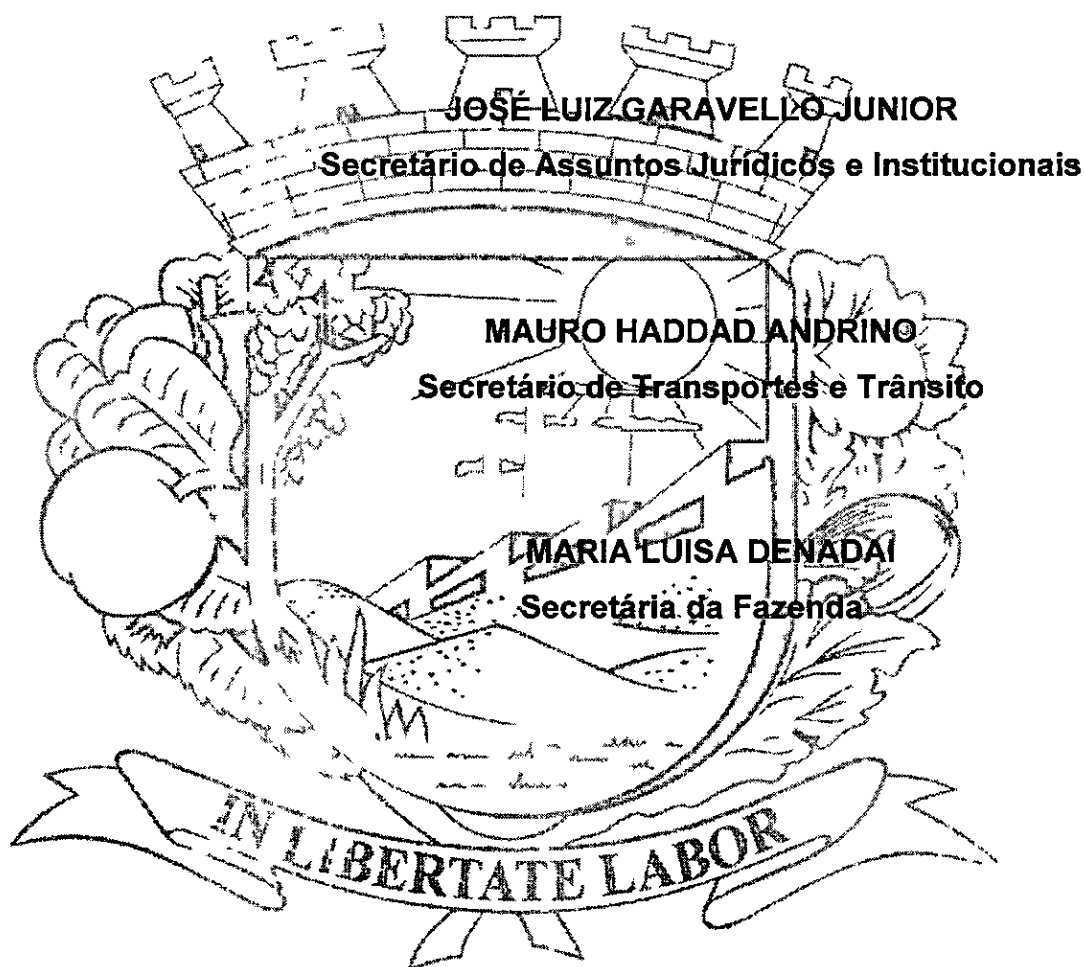 JOSÉ LUIZ GARAVELLO JUNIOR
Secretário de Assuntos Jurídicos e Institucionais
MAURO HADDAD ANDRINO
Secretário de Transportes e Trânsito
MARIA LUISA DENADAI
Secretária da Fazenda
IN LIBERTATE LABOR